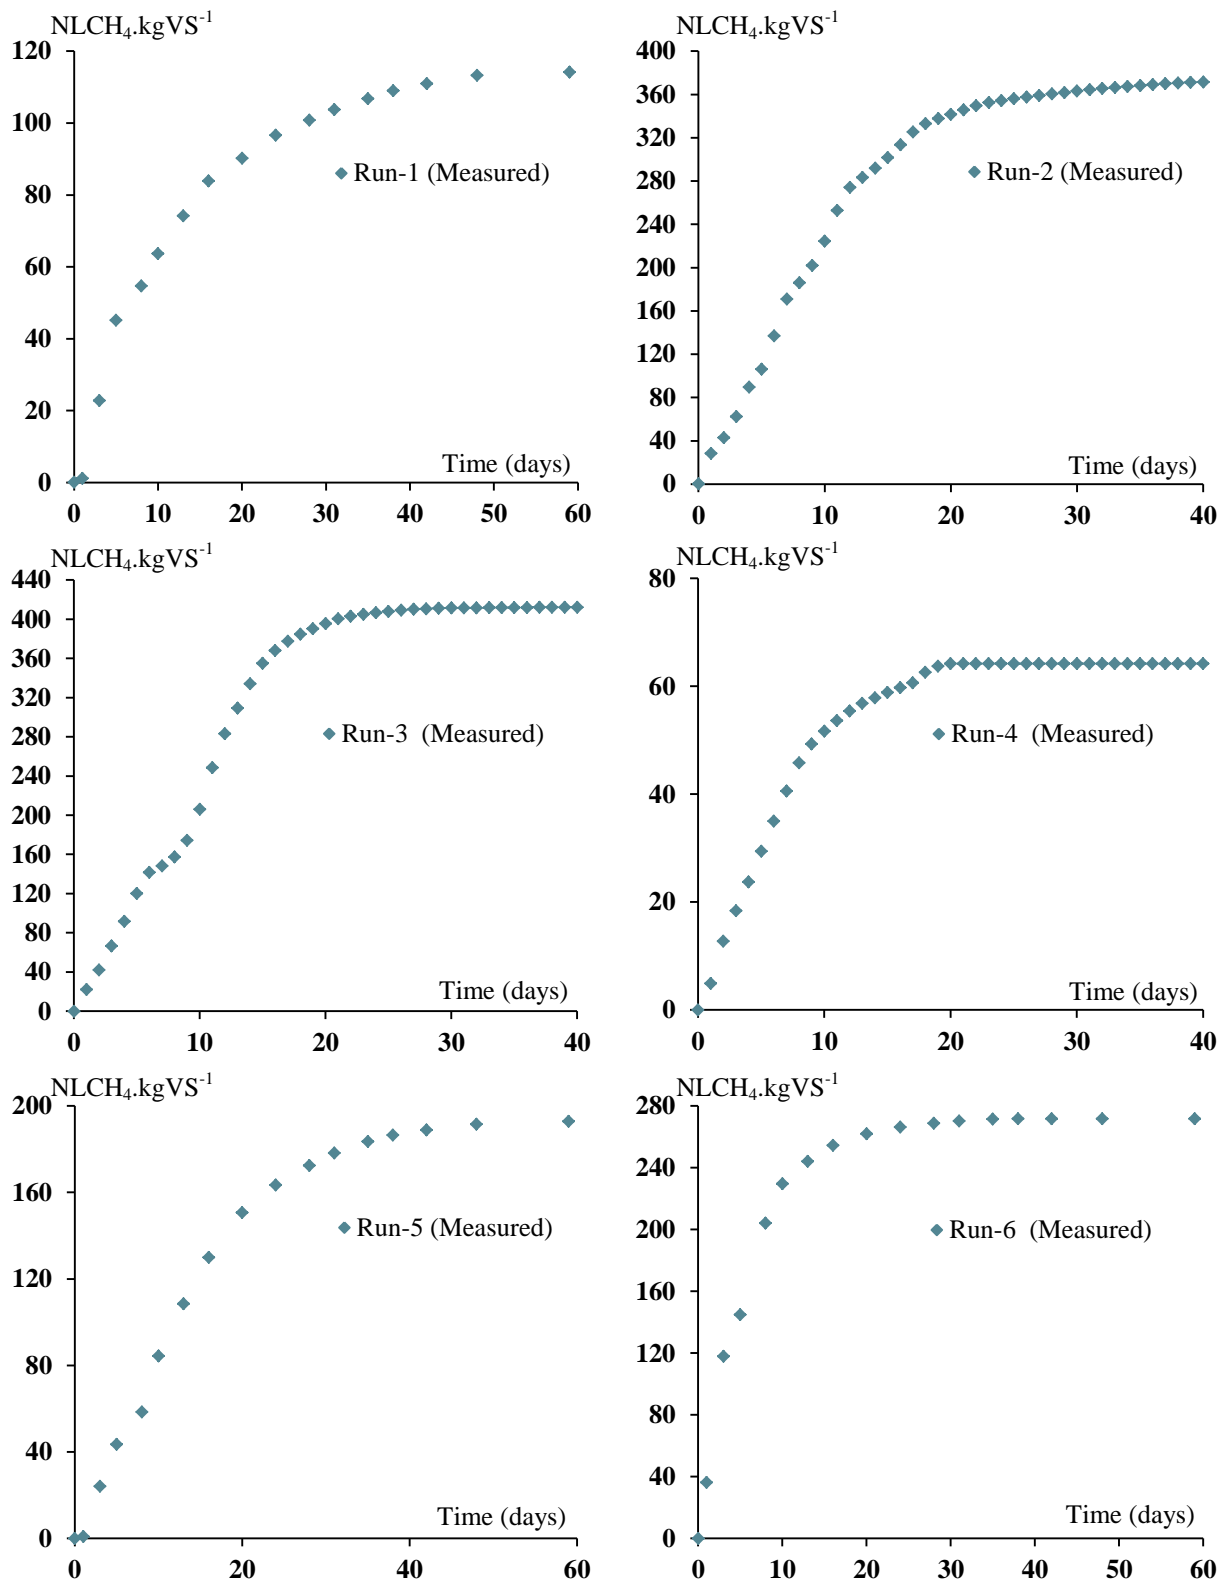 NLCH₄.kgVS⁻¹
120
100
80
60
40
20
0
Run-1 (Measured)
Time (days)
0 10 20 30 40 50 60
NLCH₄.kgVS⁻¹
400
360
320
280
240
200
160
120
80
40
0
Run-2 (Measured)
Time (days)
0 10 20 30 40
NLCH₄.kgVS⁻¹
440
400
360
320
280
240
200
160
120
80
40
0
Run-3 (Measured)
Time (days)
0 10 20 30 40
NLCH₄.kgVS⁻¹
80
60
40
20
0
Run-4 (Measured)
Time (days)
0 10 20 30 40
NLCH₄.kgVS⁻¹
200
160
120
80
40
0
Run-5 (Measured)
Time (days)
0 20 40 60
NLCH₄.kgVS⁻¹
280
240
200
160
120
80
40
0
Run-6 (Measured)
Time (days)
0 10 20 30 40 50 60